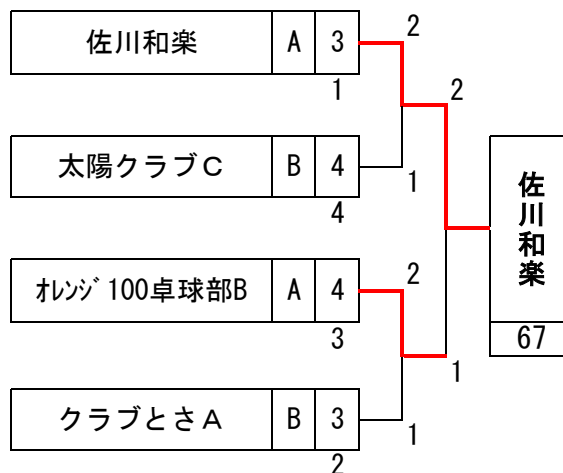 佐川和楽 A 3 2
1 2
太陽クラブC B 4 1
4
佐川和楽
67
ｵﾚﾝｼﾞ100卓球部B A 4 2
3 1
クラブとさA B 3 1
2